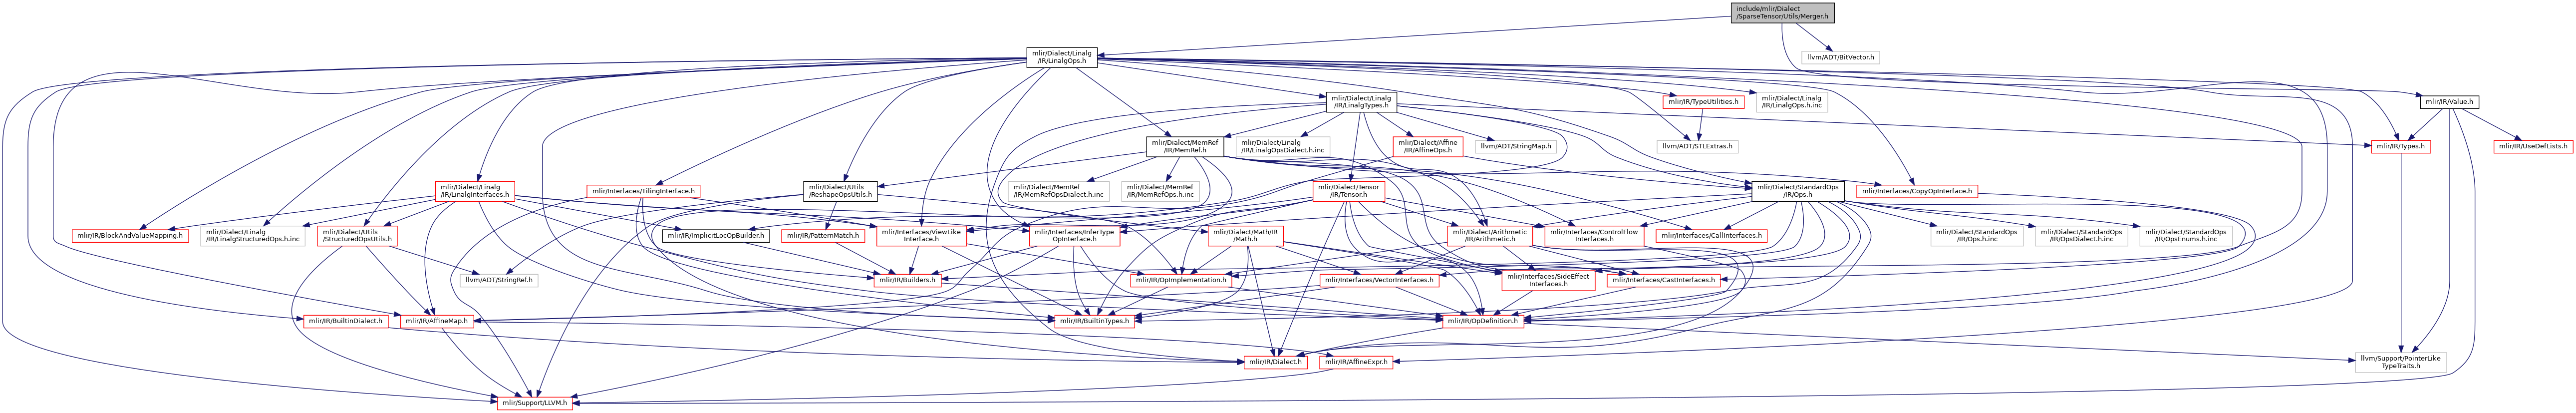 include/mlir/Dialect
/SparseTensor/Utils/Merger.h
mlir/Dialect/Linalg
/IR/LinalgOps.h
llvm/ADT/BitVector.h
mlir/Dialect/Linalg
/IR/LinalgTypes.h
mlir/IR/TypeUtilities.h
mlir/Dialect/Linalg
/IR/LinalgOps.h.inc
mlir/IR/Value.h
mlir/Dialect/MemRef
/IR/MemRef.h
mlir/Dialect/Linalg
/IR/LinalgOpsDialect.h.inc
mlir/Dialect/Affine
/IR/AffineOps.h
llvm/ADT/StringMap.h
llvm/ADT/STLExtras.h
mlir/IR/Types.h
mlir/IR/UseDefLists.h
mlir/Dialect/Linalg
/IR/LinalgInterfaces.h
mlir/Interfaces/TilingInterface.h
mlir/Dialect/Utils
/ReshapeOpsUtils.h
mlir/Dialect/MemRef
/IR/MemRefOpsDialect.h.inc
mlir/Dialect/MemRef
/IR/MemRefOps.h.inc
mlir/Dialect/Tensor
/IR/Tensor.h
mlir/Dialect/StandardOps
/IR/Ops.h
mlir/Interfaces/CopyOpInterface.h
mlir/IR/BlockAndValueMapping.h
mlir/Dialect/Linalg
/IR/LinalgStructuredOps.h.inc
mlir/Dialect/Utils
/StructuredOpsUtils.h
mlir/IR/ImplicitLocOpBuilder.h
mlir/IR/PatternMatch.h
mlir/Interfaces/ViewLike
Interface.h
mlir/Interfaces/InferType
OpInterface.h
mlir/Dialect/Math/IR
/Math.h
mlir/Dialect/Arithmetic
/IR/Arithmetic.h
mlir/Interfaces/ControlFlow
Interfaces.h
mlir/Interfaces/CallInterfaces.h
mlir/Dialect/StandardOps
/IR/Ops.h.inc
mlir/Dialect/StandardOps
/IR/OpsDialect.h.inc
mlir/Dialect/StandardOps
/IR/OpsEnums.h.inc
llvm/ADT/StringRef.h
mlir/IR/Builders.h
mlir/IR/OpImplementation.h
mlir/Interfaces/VectorInterfaces.h
mlir/Interfaces/SideEffect
Interfaces.h
mlir/Interfaces/CastInterfaces.h
mlir/IR/BuiltinDialect.h
mlir/IR/AffineMap.h
mlir/IR/BuiltinTypes.h
mlir/IR/OpDefinition.h
mlir/IR/Dialect.h
mlir/IR/AffineExpr.h
llvm/Support/PointerLike
TypeTraits.h
mlir/Support/LLVM.h